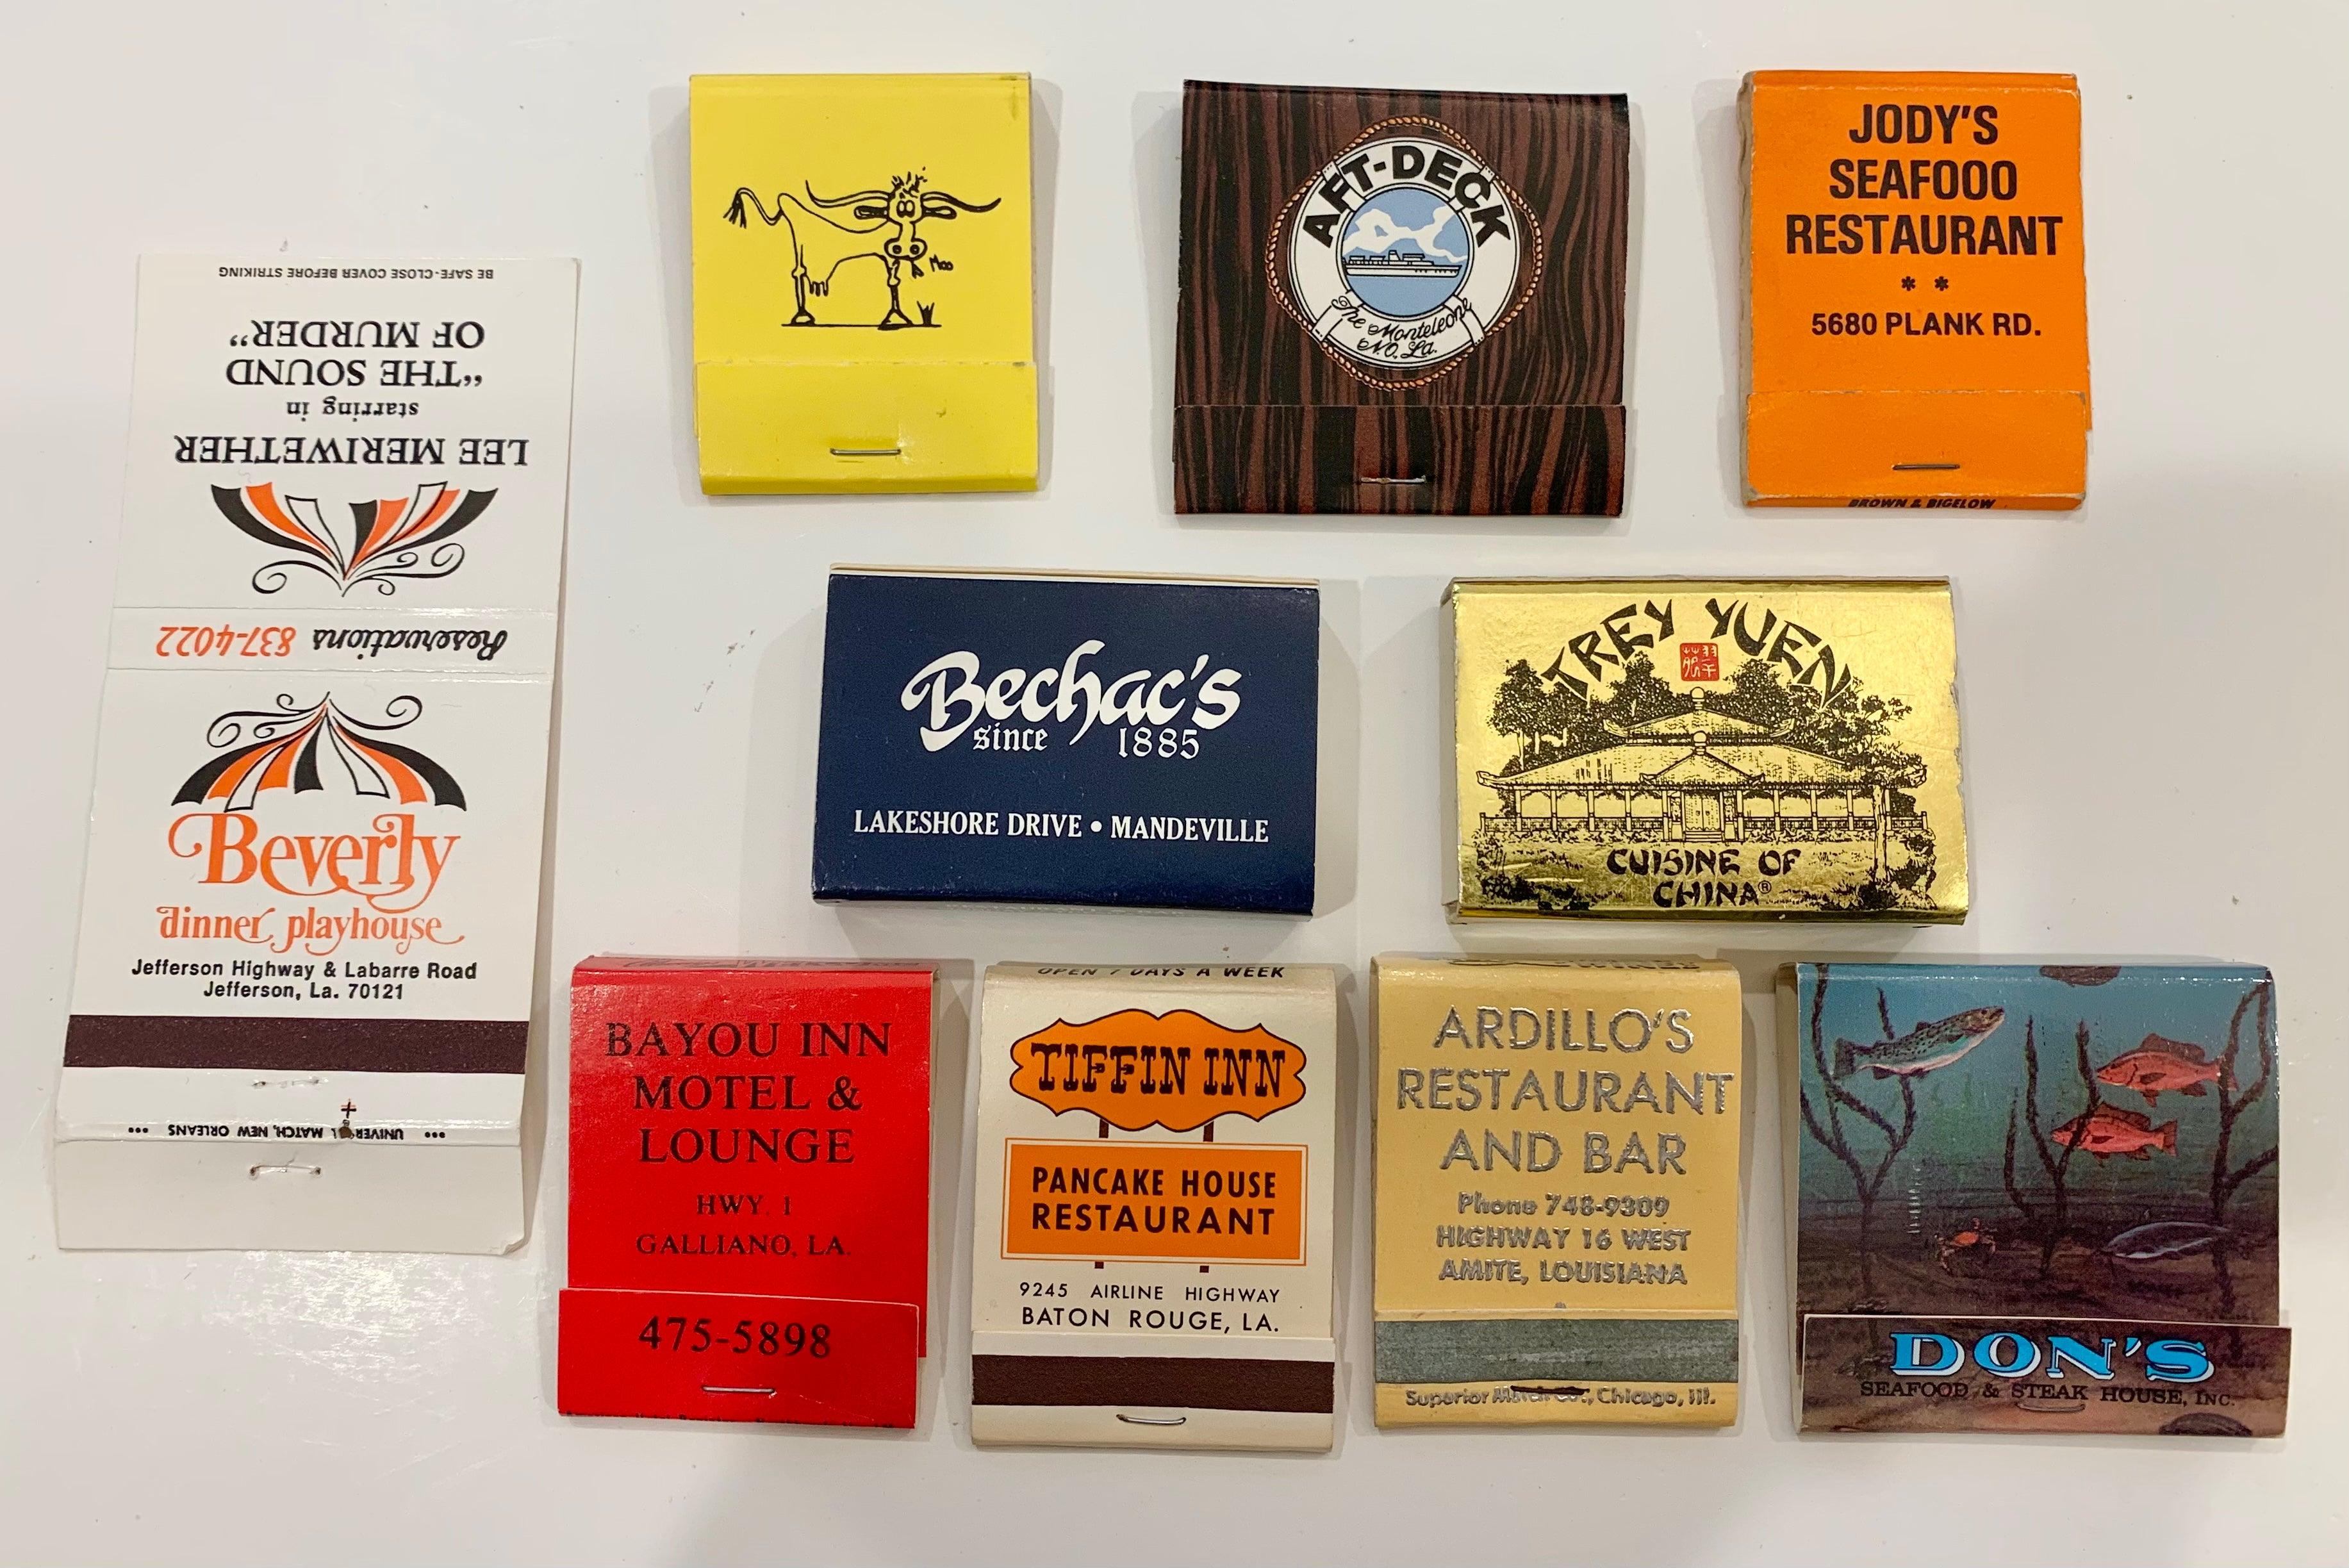 BE SAFE-CLOSE COVER BEFORE STRIKING
"THE SOUND
OF MURDER"
starring in
LEE MERIWETHER
Reservations 837-4022
Beverly
dinner playhouse
Jefferson Highway & Labarre Road
Jefferson, La. 70121
MATCH, NEW ORLEANS
Moo
AFT-DECK
The Monteleone
N.O. La.
JODY'S
SEAFOOO
RESTAURANT
* *
5680 PLANK RD.
BROWN & BIGELOW
Bechac's
since 1885
LAKESHORE DRIVE • MANDEVILLE
TREY YUEN
CUISINE OF
CHINA®
BAYOU INN
MOTEL &
LOUNGE
HWY. 1
GALLIANO, LA.
475-5898
OPEN 7 DAYS A WEEK
TIFFIN INN
PANCAKE HOUSE
RESTAURANT
9245 AIRLINE HIGHWAY
BATON ROUGE, LA.
ARDILLO'S
RESTAURANT
AND BAR
Phone 748-9309
HIGHWAY 16 WEST
AMITE, LOUISIANA
Superior Match Co., Chicago, Ill.
DON'S
SEAFOOD & STEAK HOUSE, INC.